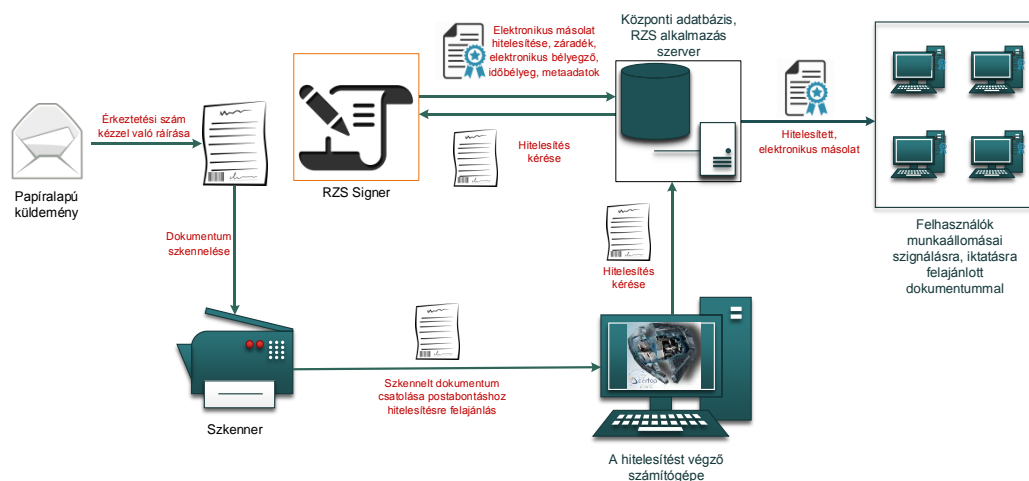 Elektronikus másolat
hitelesítése, záradék,
elektronikus bélyegző,
időbélyeg, metaadatok
Központi adatbázis,
RZS alkalmazás
szerver
Érkeztetési szám
kézzel való ráírása
Hitelesítés
kérése
Hitelesített,
elektronikus másolat
Papíralapú
küldemény
RZS Signer
Dokumentum
szkennelése
Hitelesítés
kérése
Felhasználók
munkaállomásai
szignálásra, iktatásra
felajánlott
dokumentummal
Szkennelt dokumentum
csatolása postabontáshoz
hitelesítésre felajánlás
Szkenner
A hitelesítést végző
számítógépe